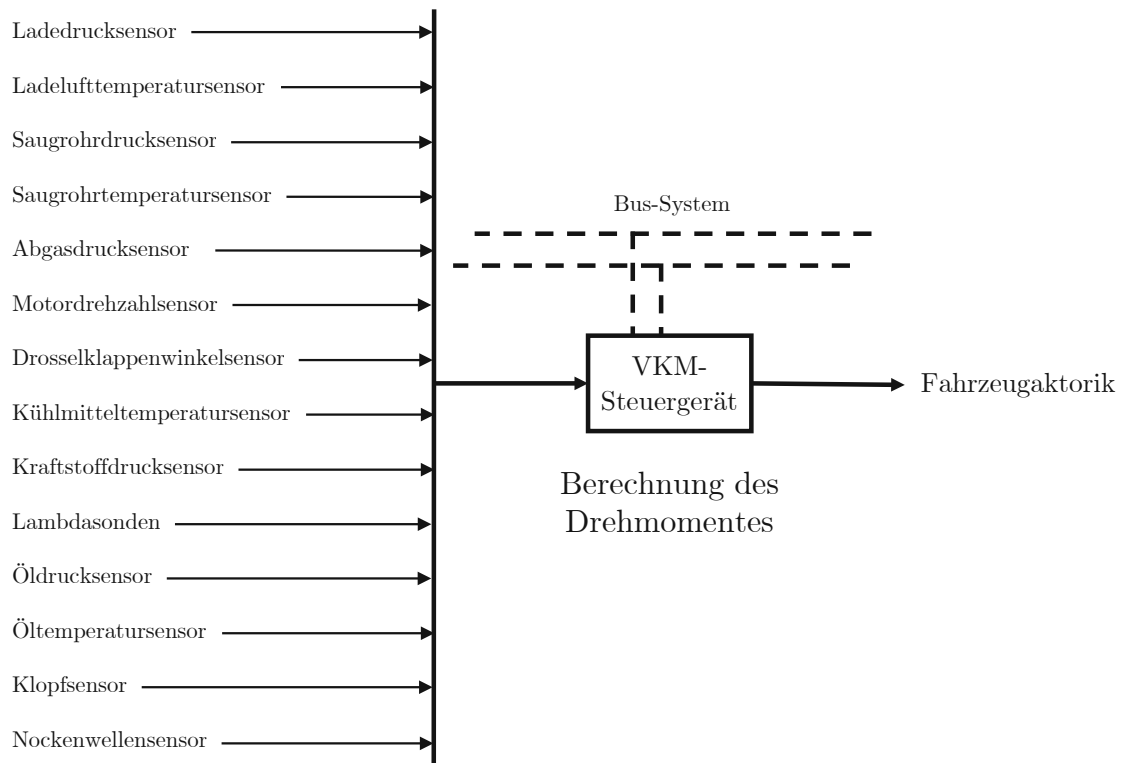 Ladedrucksensor
Ladelufttemperatursensor
Saugrohrdrucksensor
Saugrohrtemperatursensor
Abgasdrucksensor
Motordrehzahlsensor
Drosselklappenwinkelsensor
Kühlmitteltemperatursensor
Kraftstoffdrucksensor
Lambdasonden
Öldrucksensor
Öltemperatursensor
Klopfsensor
Nockenwellensensor
Bus-System
VKM-
Steuergerät
Berechnung des
Drehmomentes
Fahrzeugaktorik